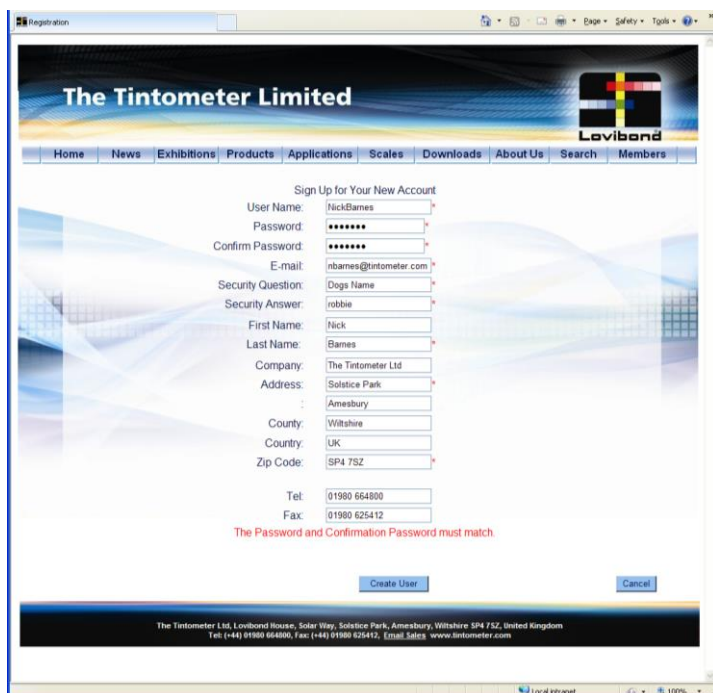 Registration
Page Safety Tools
The Tintometer Limited
Lovibond
Home News Exhibitions Products Applications Scales Downloads About Us Search Members
Sign Up for Your New Account
User Name: NickBarnes *
Password: ••••••• *
Confirm Password: ••••••• *
E-mail: nbarnes@tintometer.com *
Security Question: Dogs Name *
Security Answer: robbie *
First Name: Nick
Last Name: Barnes *
Company: The Tintometer Ltd
Address: Solstice Park *
: Amesbury
County: Wiltshire
Country: UK
Zip Code: SP4 7SZ *
Tel: 01980 664800
Fax: 01980 625412
The Password and Confirmation Password must match.
Create User Cancel
The Tintometer Ltd, Lovibond House, Solar Way, Solstice Park, Amesbury, Wiltshire SP4 7SZ, United Kingdom
Tel: (+44) 01980 664800, Fax: (+44) 01980 625412, Email Sales www.tintometer.com
Local intranet 100%